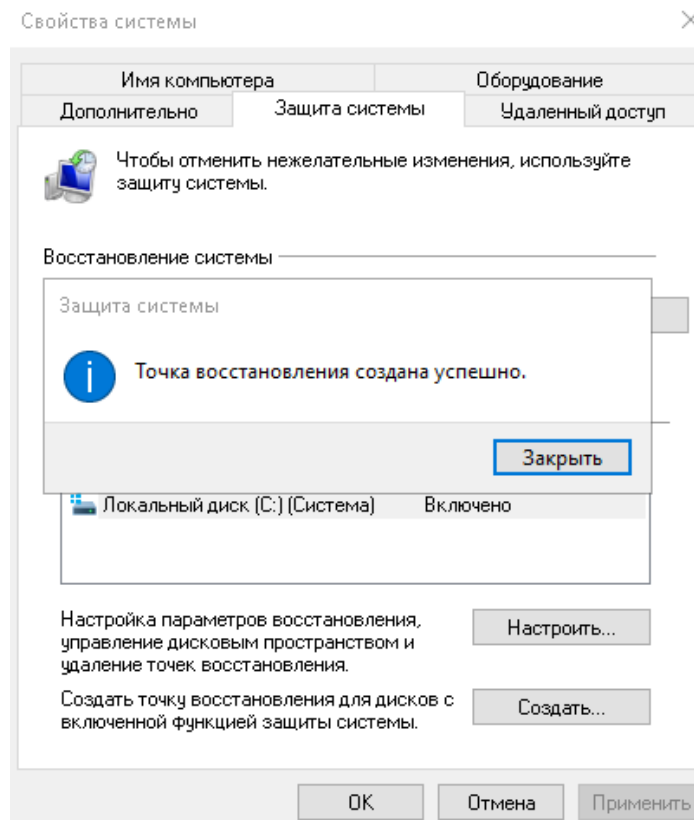 Свойства системы
Имя компьютера
Оборудование
Дополнительно
Защита системы
Удаленный доступ
Чтобы отменить нежелательные изменения, используйте
защиту системы.
Восстановление системы
Защита системы
Точка восстановления создана успешно.
Закрыть
Локальный диск (C:) (Система)
Включено
Настройка параметров восстановления,
управление дисковым пространством и
удаление точек восстановления.
Настроить...
Создать точку восстановления для дисков с
включенной функцией защиты системы.
Создать...
OK
Отмена
Применить